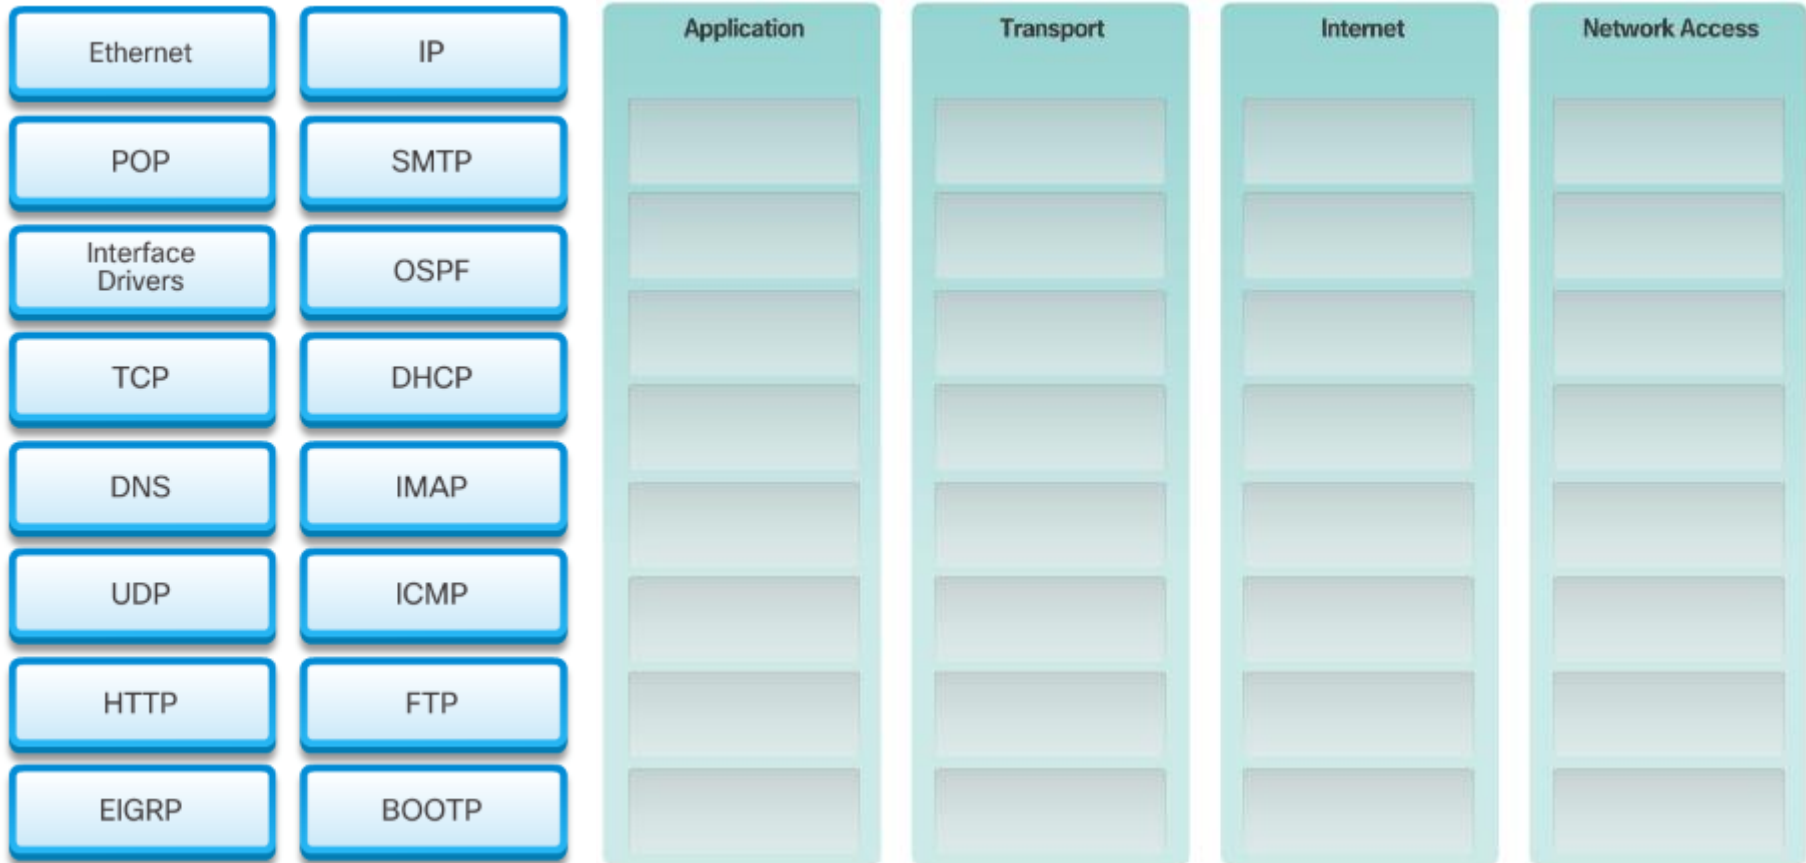 Ethernet
IP
POP
SMTP
Interface
Drivers
OSPF
TCP
DHCP
DNS
IMAP
UDP
ICMP
HTTP
FTP
EIGRP
BOOTP
Application
Transport
Internet
Network Access